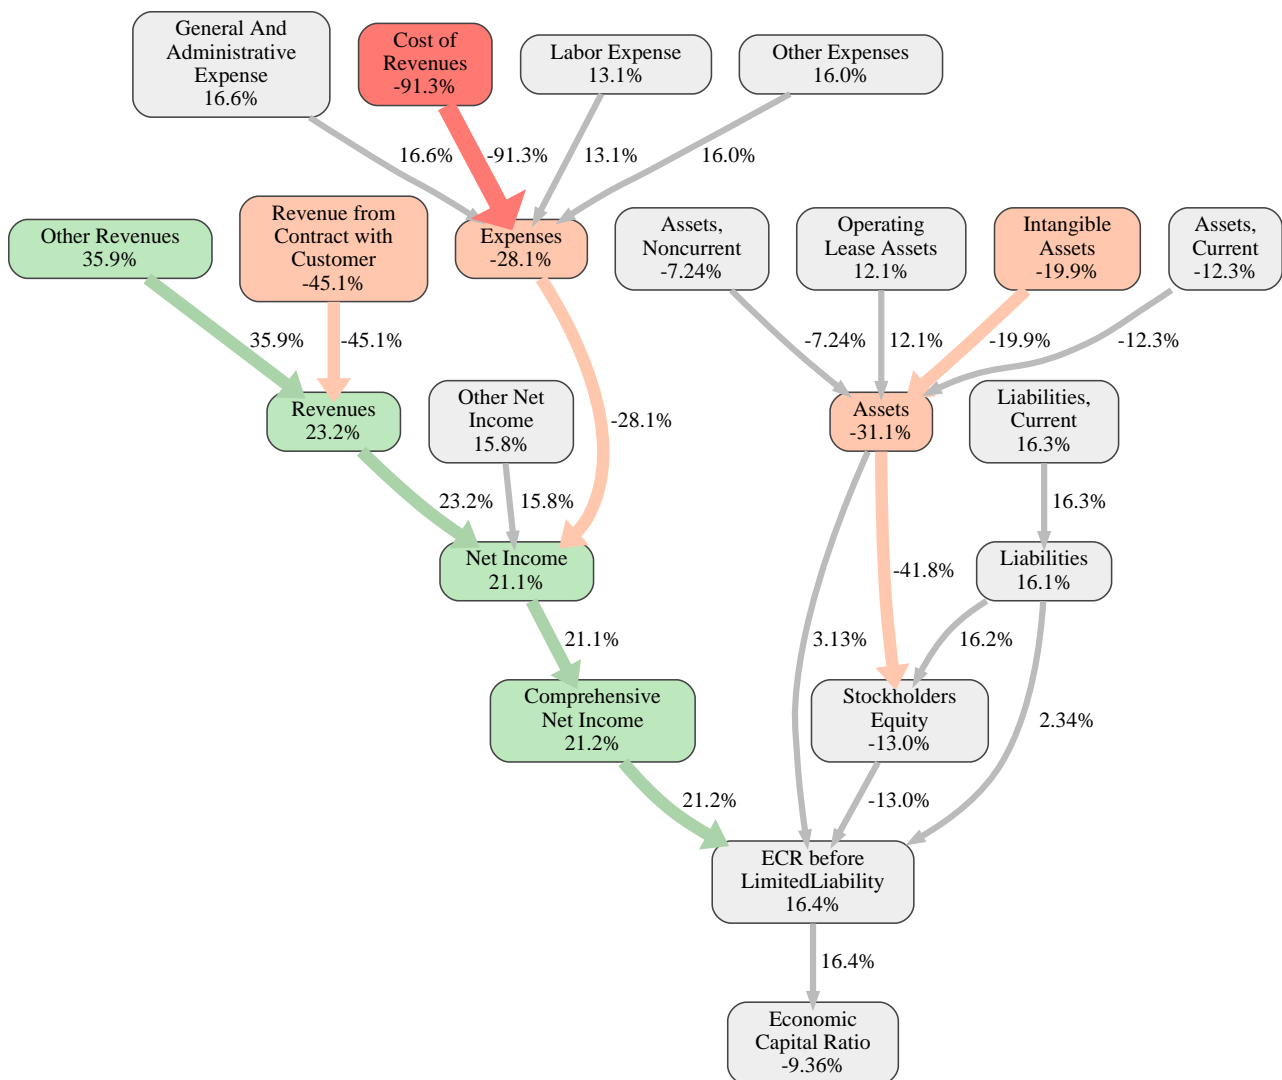 General And
Administrative
Expense
16.6%
Cost of
Revenues
-91.3%
Labor Expense
13.1%
Other Expenses
16.0%
16.6%
-91.3%
13.1%
16.0%
Other Revenues
35.9%
Revenue from
Contract with
Customer
-45.1%
Expenses
-28.1%
Assets,
Noncurrent
-7.24%
Operating
Lease Assets
12.1%
Intangible
Assets
-19.9%
Assets,
Current
-12.3%
35.9%
-45.1%
-7.24%
12.1%
-19.9%
-12.3%
Revenues
23.2%
Other Net
Income
15.8%
-28.1%
Assets
-31.1%
Liabilities,
Current
16.3%
23.2%
15.8%
16.3%
Net Income
21.1%
-41.8%
Liabilities
16.1%
21.1%
3.13%
16.2%
Comprehensive
Net Income
21.2%
Stockholders
Equity
-13.0%
2.34%
21.2%
-13.0%
ECR before
LimitedLiability
16.4%
16.4%
Economic
Capital Ratio
-9.36%